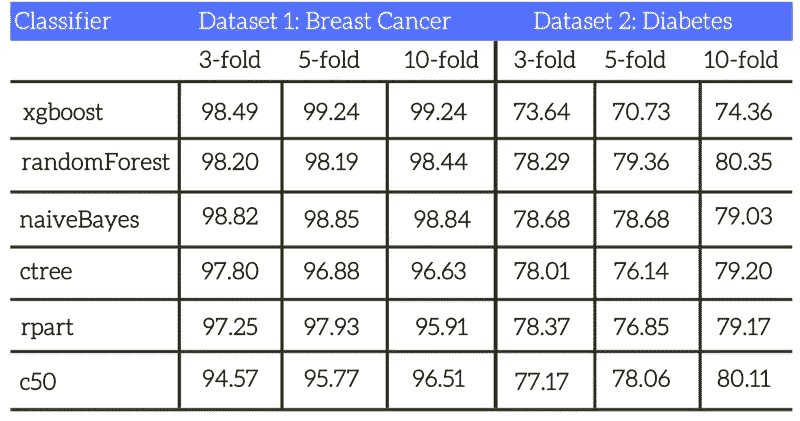 Classifier Dataset 1: Breast Cancer Dataset 2: Diabetes
3-fold 5-fold 10-fold 3-fold 5-fold 10-fold
xgboost 98.49 99.24 99.24 73.64 70.73 74.36
randomForest 98.20 98.19 98.44 78.29 79.36 80.35
naiveBayes 98.82 98.85 98.84 78.68 78.68 79.03
ctree 97.80 96.88 96.63 78.01 76.14 79.20
rpart 97.25 97.93 95.91 78.37 76.85 79.17
c50 94.57 95.77 96.51 77.17 78.06 80.11